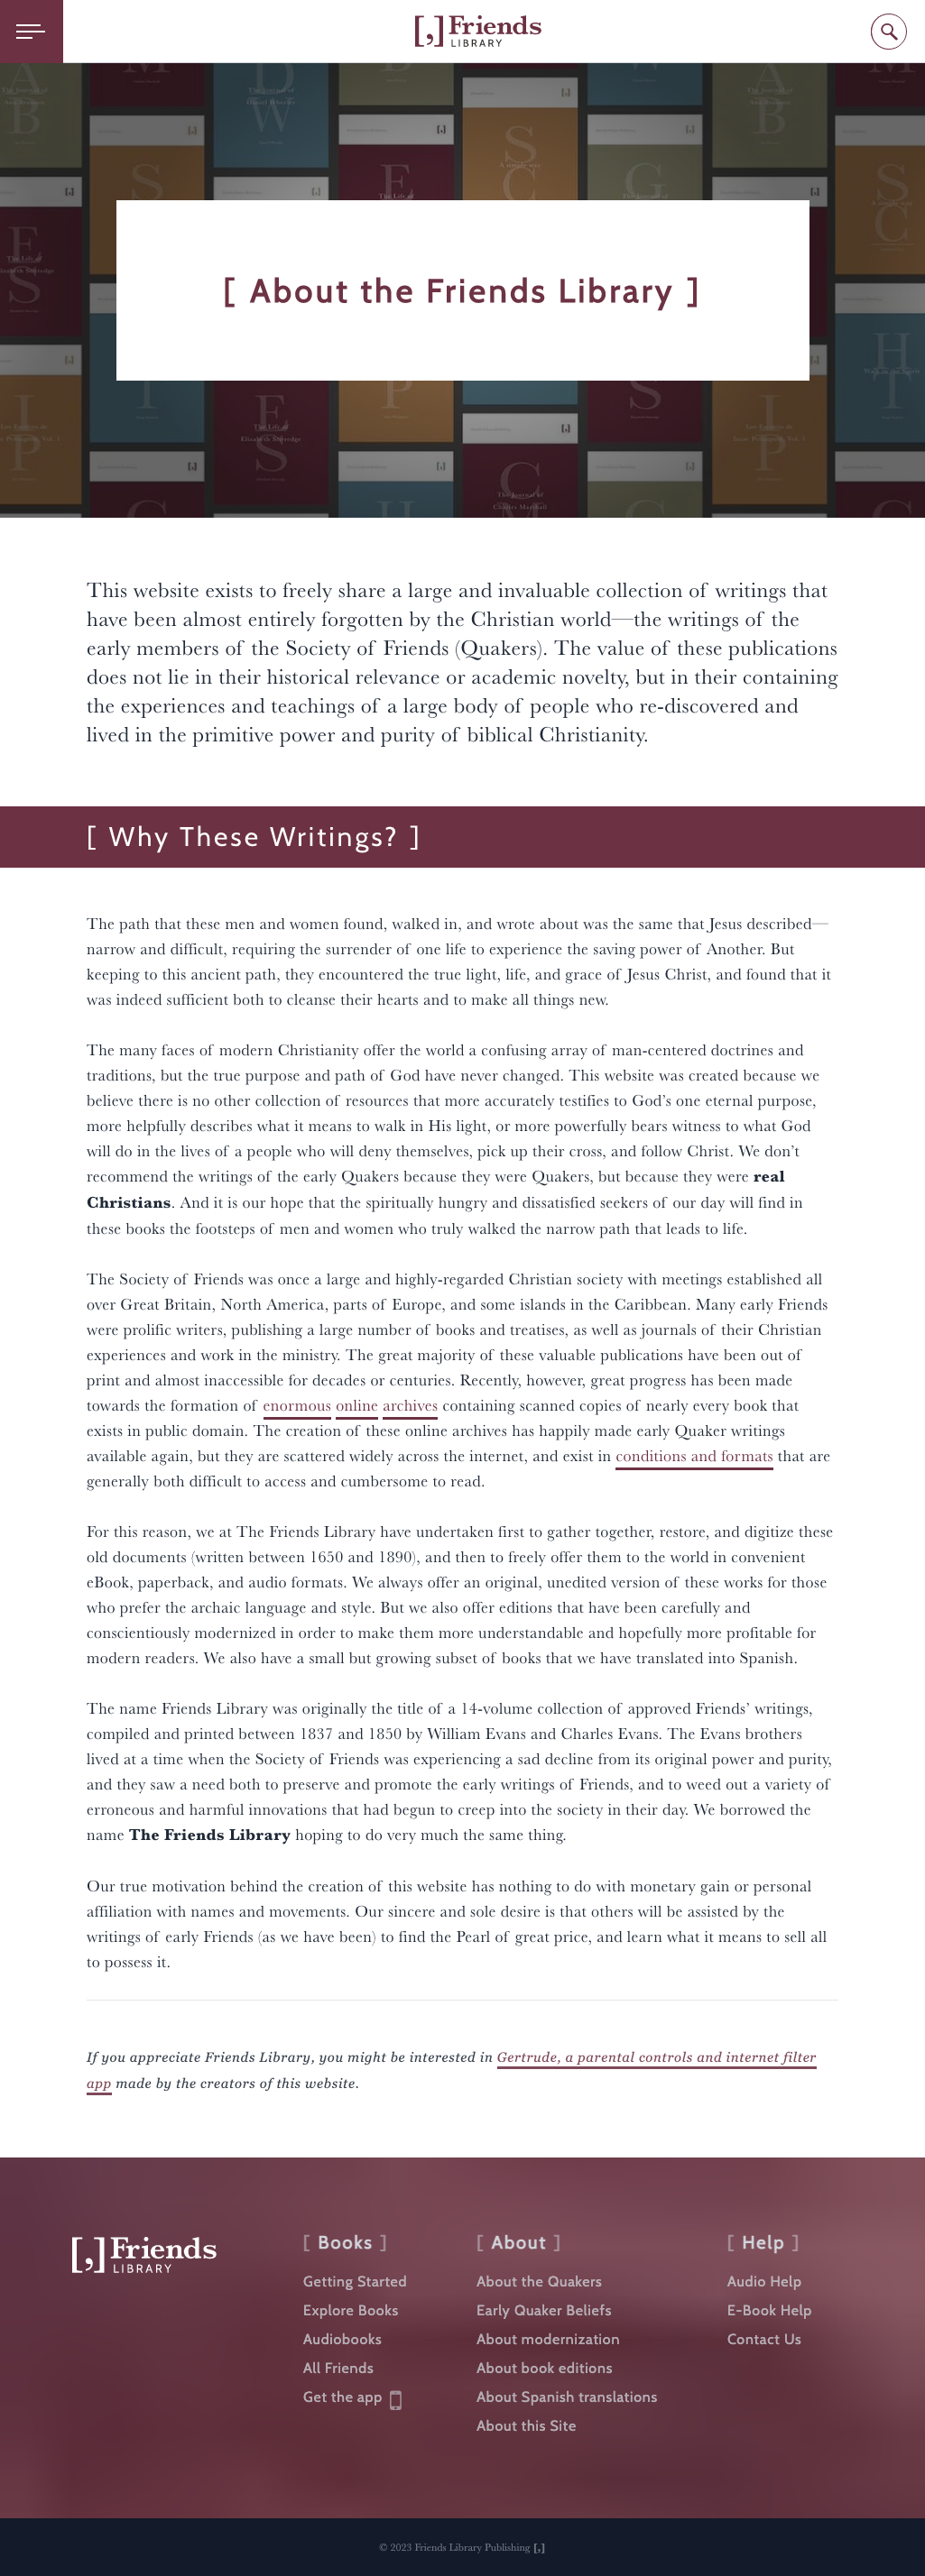 [,] Friends
LIBRARY
[ About the Friends Library ]
This website exists to freely share a large and invaluable collection of writings that
have been almost entirely forgotten by the Christian world—the writings of the
early members of the Society of Friends (Quakers). The value of these publications
does not lie in their historical relevance or academic novelty, but in their containing
the experiences and teachings of a large body of people who re-discovered and
lived in the primitive power and purity of biblical Christianity.
[ Why These Writings? ]
The path that these men and women found, walked in, and wrote about was the same that Jesus described—
narrow and difficult, requiring the surrender of one life to experience the saving power of Another. But
keeping to this ancient path, they encountered the true light, life, and grace of Jesus Christ, and found that it
was indeed sufficient both to cleanse their hearts and to make all things new.
The many faces of modern Christianity offer the world a confusing array of man-centered doctrines and
traditions, but the true purpose and path of God have never changed. This website was created because we
believe there is no other collection of resources that more accurately testifies to God’s one eternal purpose,
more helpfully describes what it means to walk in His light, or more powerfully bears witness to what God
will do in the lives of a people who will deny themselves, pick up their cross, and follow Christ. We don’t
recommend the writings of the early Quakers because they were Quakers, but because they were real
Christians. And it is our hope that the spiritually hungry and dissatisfied seekers of our day will find in
these books the footsteps of men and women who truly walked the narrow path that leads to life.
The Society of Friends was once a large and highly-regarded Christian society with meetings established all
over Great Britain, North America, parts of Europe, and some islands in the Caribbean. Many early Friends
were prolific writers, publishing a large number of books and treatises, as well as journals of their Christian
experiences and work in the ministry. The great majority of these valuable publications have been out of
print and almost inaccessible for decades or centuries. Recently, however, great progress has been made
towards the formation of enormous online archives containing scanned copies of nearly every book that
exists in public domain. The creation of these online archives has happily made early Quaker writings
available again, but they are scattered widely across the internet, and exist in conditions and formats that are
generally both difficult to access and cumbersome to read.
For this reason, we at The Friends Library have undertaken first to gather together, restore, and digitize these
old documents (written between 1650 and 1890), and then to freely offer them to the world in convenient
eBook, paperback, and audio formats. We always offer an original, unedited version of these works for those
who prefer the archaic language and style. But we also offer editions that have been carefully and
conscientiously modernized in order to make them more understandable and hopefully more profitable for
modern readers. We also have a small but growing subset of books that we have translated into Spanish.
The name Friends Library was originally the title of a 14-volume collection of approved Friends’ writings,
compiled and printed between 1837 and 1850 by William Evans and Charles Evans. The Evans brothers
lived at a time when the Society of Friends was experiencing a sad decline from its original power and purity,
and they saw a need both to preserve and promote the early writings of Friends, and to weed out a variety of
erroneous and harmful innovations that had begun to creep into the society in their day. We borrowed the
name The Friends Library hoping to do very much the same thing.
Our true motivation behind the creation of this website has nothing to do with monetary gain or personal
affiliation with names and movements. Our sincere and sole desire is that others will be assisted by the
writings of early Friends (as we have been) to find the Pearl of great price, and learn what it means to sell all
to possess it.
If you appreciate Friends Library, you might be interested in Gertrude, a parental controls and internet filter
app made by the creators of this website.
[,] Friends
LIBRARY
[ Books ]
Getting Started
Explore Books
Audiobooks
All Friends
Get the app
[ About ]
About the Quakers
Early Quaker Beliefs
About modernization
About book editions
About Spanish translations
About this Site
[ Help ]
Audio Help
E-Book Help
Contact Us
© 2023 Friends Library Publishing [,]